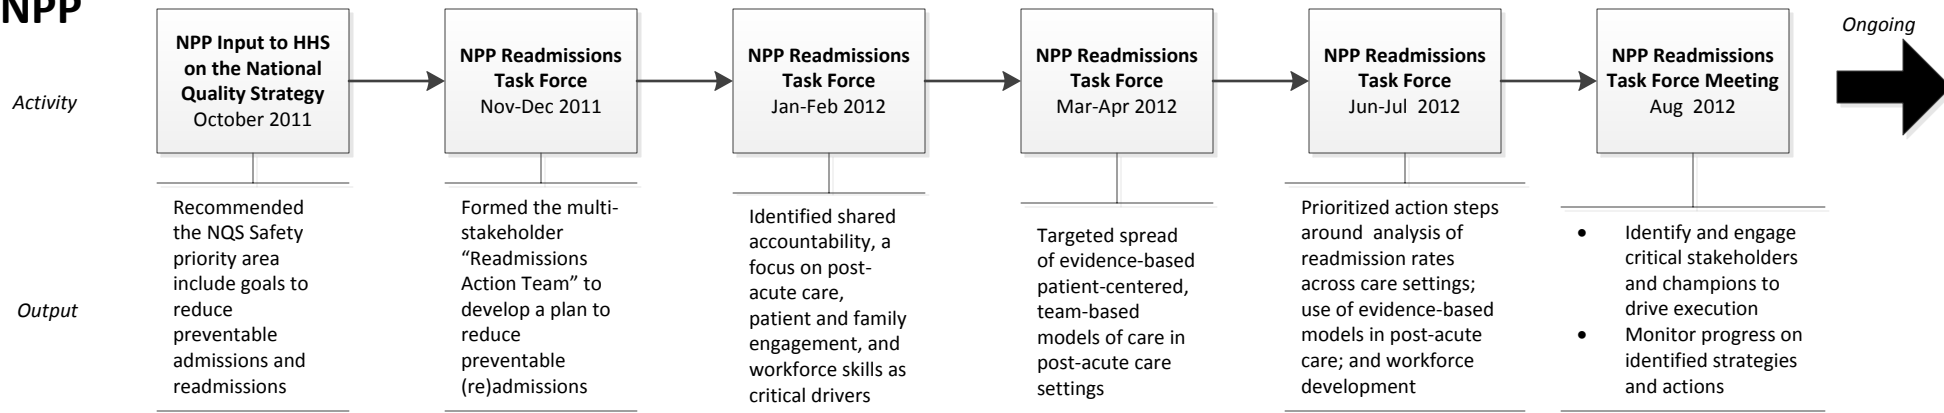 NPP
Activity
NPP Input to HHS
on the National
Quality Strategy
October 2011
NPP Readmissions
Task Force
Nov-Dec 2011
NPP Readmissions
Task Force
Jan-Feb 2012
NPP Readmissions
Task Force
Mar-Apr 2012
NPP Readmissions
Task Force
Jun-Jul 2012
NPP Readmissions
Task Force Meeting
Aug 2012
Ongoing
Output
Recommended
the NQS Safety
priority area
include goals to
reduce
preventable
admissions and
readmissions
Formed the multi-
stakeholder
“Readmissions
Action Team” to
develop a plan to
reduce
preventable
(re)admissions
Identified shared
accountability, a
focus on post-
acute care,
patient and family
engagement, and
workforce skills as
critical drivers
Targeted spread
of evidence-based
patient-centered,
team-based
models of care in
post-acute care
settings
Prioritized action steps
around analysis of
readmission rates
across care settings;
use of evidence-based
models in post-acute
care; and workforce
development
• Identify and engage
critical stakeholders
and champions to
drive execution
• Monitor progress on
identified strategies
and actions